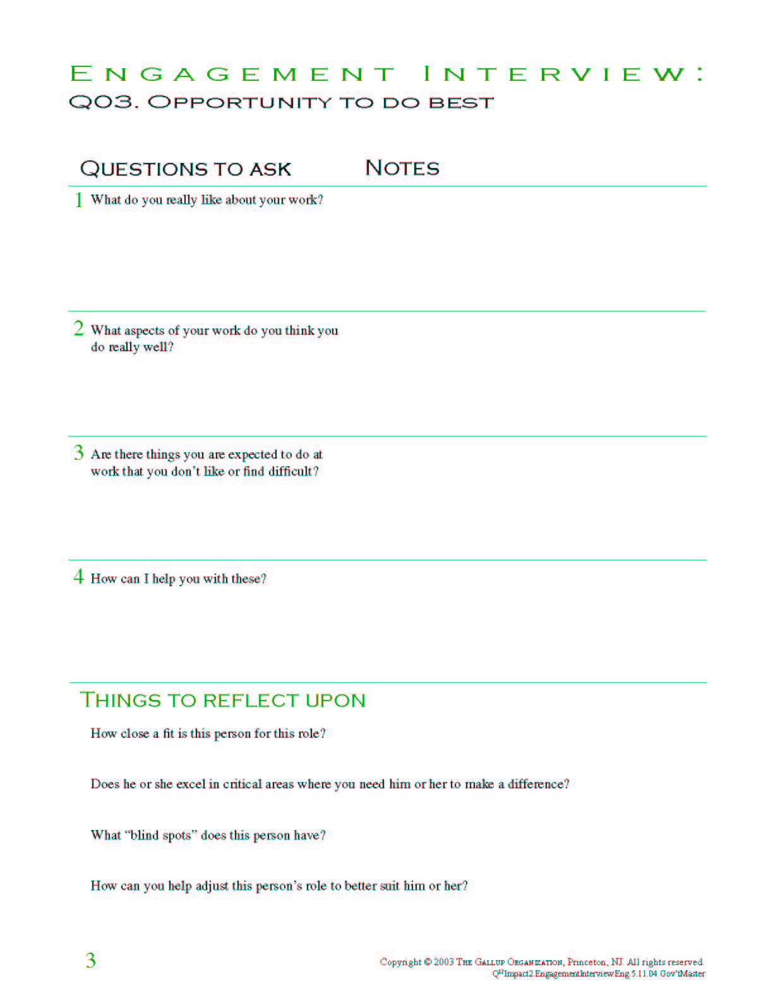 ENGAGEMENT INTERVIEW:
Q03. OPPORTUNITY TO DO BEST
QUESTIONS TO ASK NOTES
1 What do you really like about your work?
2 What aspects of your work do you think you
do really well?
3 Are there things you are expected to do at
work that you don’t like or find difficult?
4 How can I help you with these?
THINGS TO REFLECT UPON
How close a fit is this person for this role?
Does he or she excel in critical areas where you need him or her to make a difference?
What “blind spots” does this person have?
How can you help adjust this person’s role to better suit him or her?
3
Copyright © 2003 THE GALLUP ORGANIZATION, Princeton, NJ. All rights reserved.
Q12Impact2.EngagementInterviewEng.5.11.04.Gov’tMaster